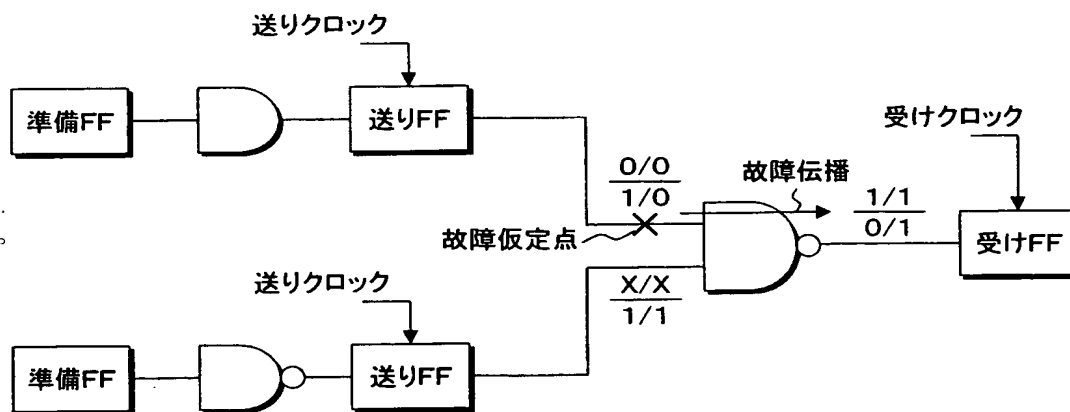 送りクロック
準備FF
送りFF
受けクロック
0/0
1/0
故障伝播
1/1
0/1
故障仮定点
受けFF
。
送りクロック
X/X
1/1
準備FF
送りFF